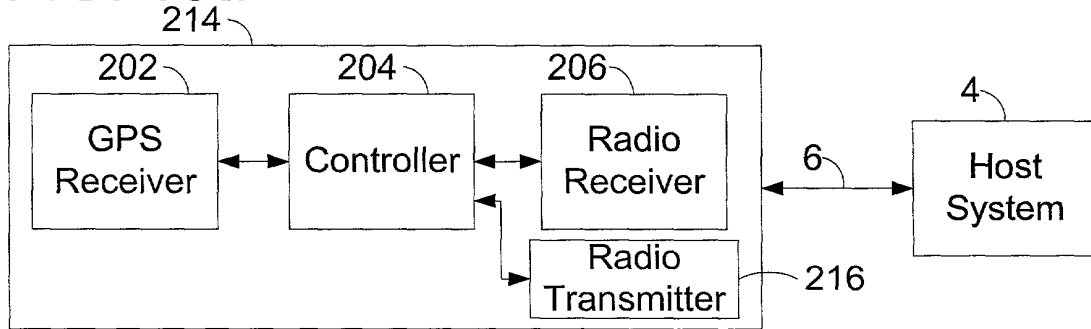 214
202
204
206
4
GPS
Receiver
Controller
Radio
Receiver
6
Host
System
Radio
Transmitter
216